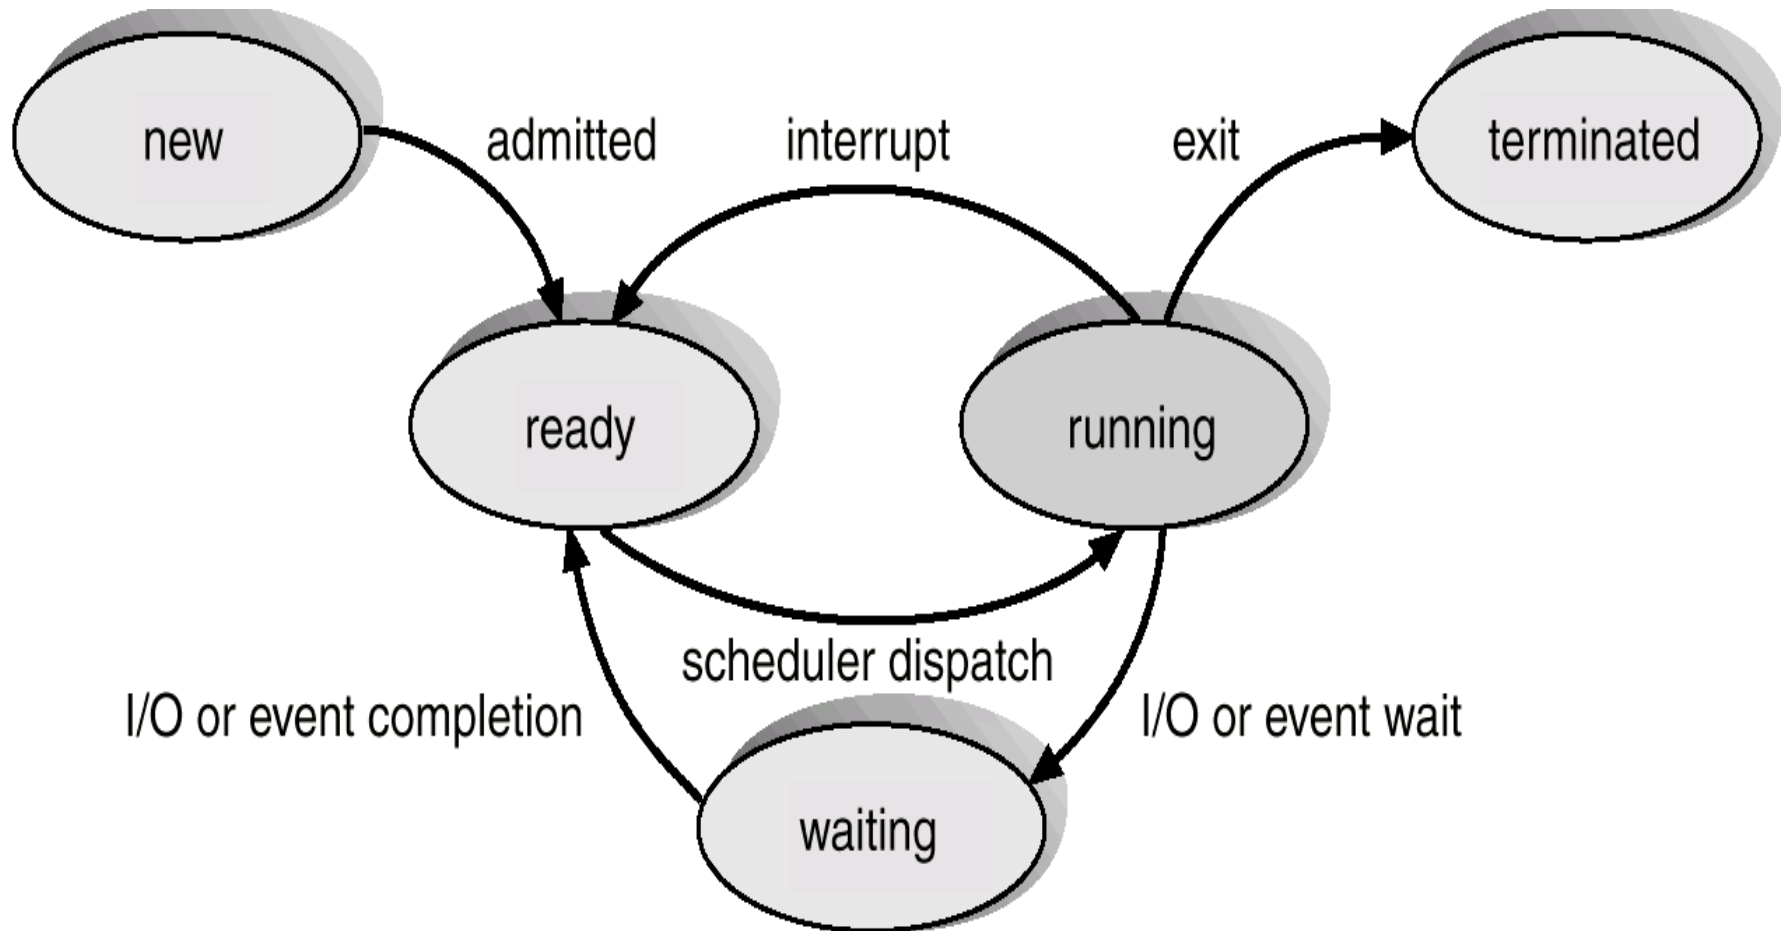 new
admitted
interrupt
exit
terminated
ready
running
scheduler dispatch
I/O or event completion
I/O or event wait
waiting